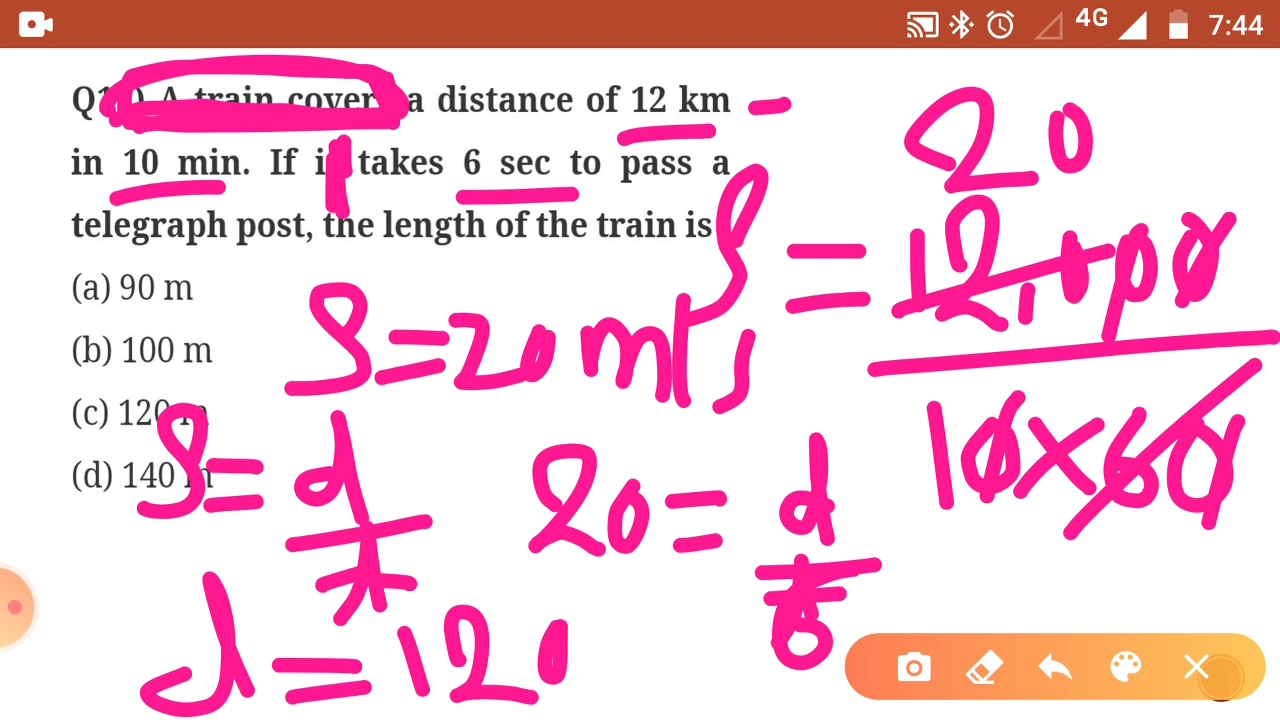 4G 7:44
Q1. A train covers a distance of 12 km
in 10 min. If it takes 6 sec to pass a
telegraph post, the length of the train is
(a) 90 m
(b) 100 m
(c) 120 m
(d) 140 m
20
S = 12,000
10×60
S=20 m/s
S = d
t
20 = d
6
d = 120